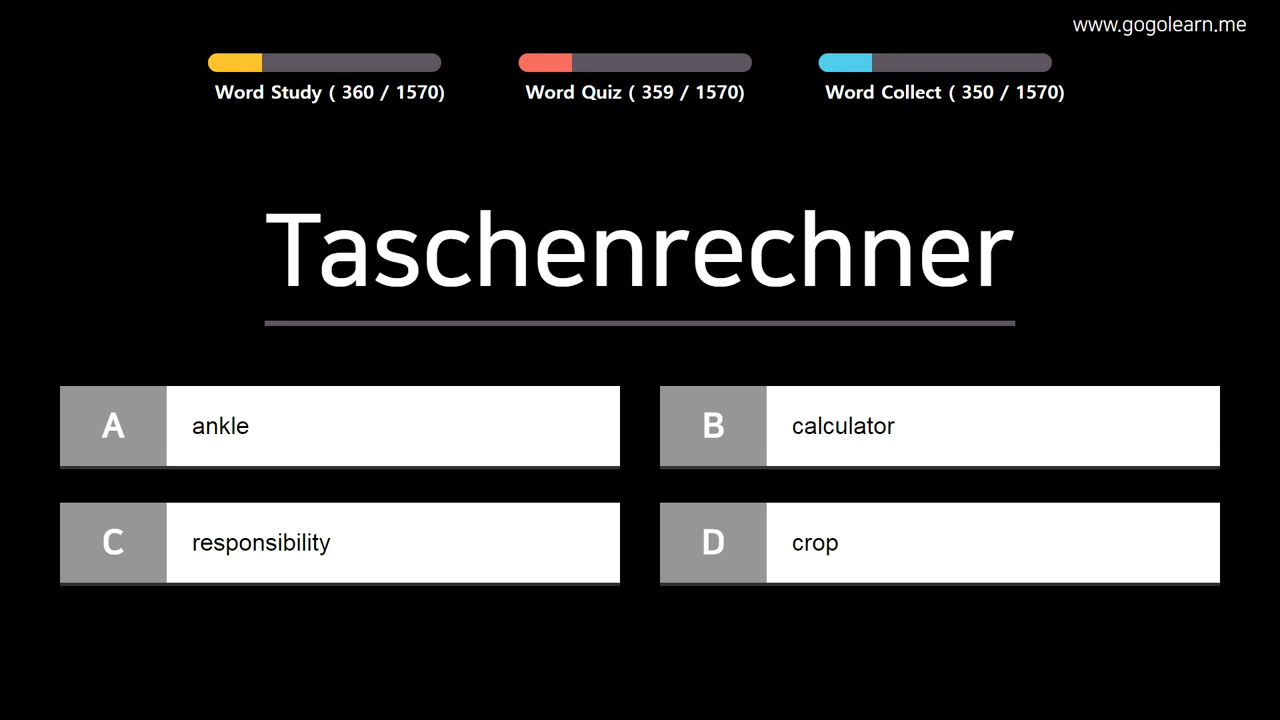 www.gogolearn.me
Word Study ( 360 / 1570)
Word Quiz ( 359 / 1570)
Word Collect ( 350 / 1570)
Taschenrechner
A ankle
B calculator
C responsibility
D crop